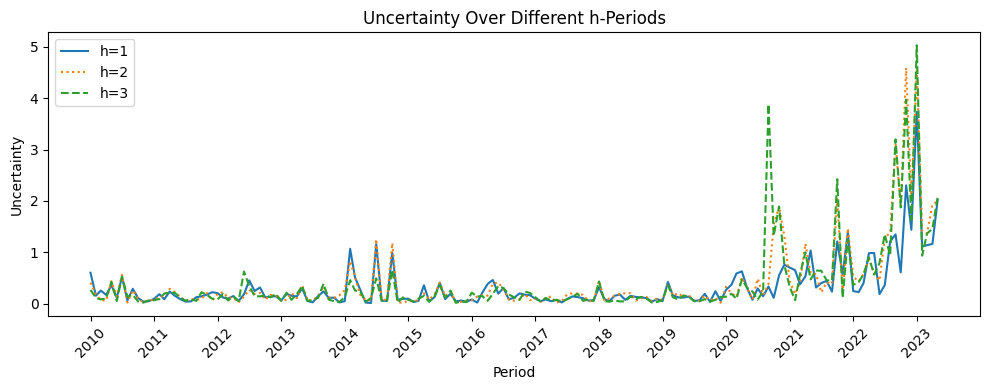 Uncertainty Over Different h-Periods
h=1
h=2
h=3
Uncertainty
5
4
3
2
1
0
2010 2011 2012 2013 2014 2015 2016 2017 2018 2019 2020 2021 2022 2023
Period